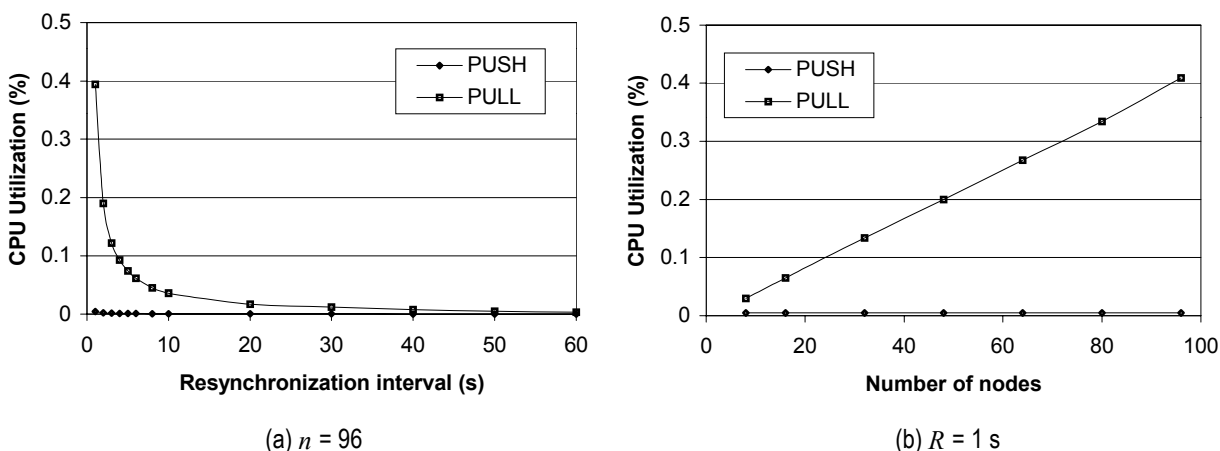 CPU Utilization (%)
0.5
0.4
0.3
0.2
0.1
0
PUSH
PULL
0 10 20 30 40 50 60
Resynchronization interval (s)
(a) n = 96
CPU Utilization (%)
0.5
0.4
0.3
0.2
0.1
0
PUSH
PULL
0 20 40 60 80 100
Number of nodes
(b) R = 1 s